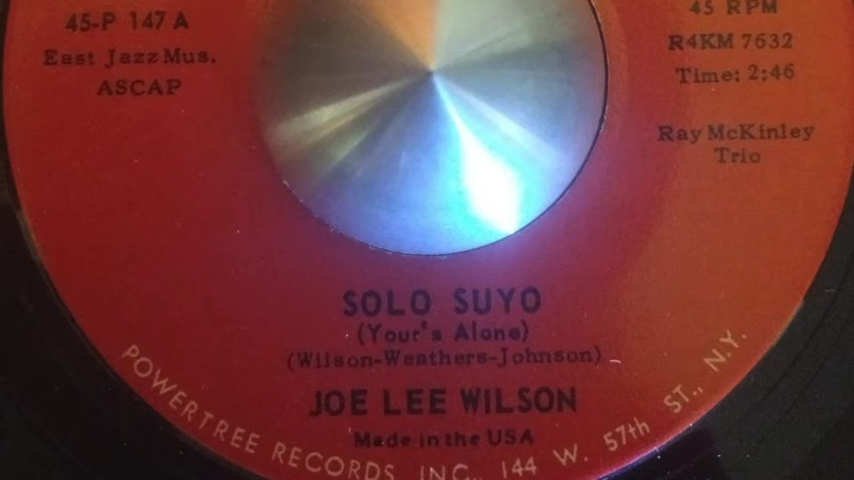 45-P 147 A
East Jazz Mus.
ASCAP
45 RPM
R4KM 7632
Time: 2:46
Ray McKinley
Trio
SOLO SUYO
(Your's Alone)
(Wilson-Weathers-Johnson)
JOE LEE WILSON
Made in the USA
POWERTREE RECORDS INC., 144 W. 57th ST., N.Y.